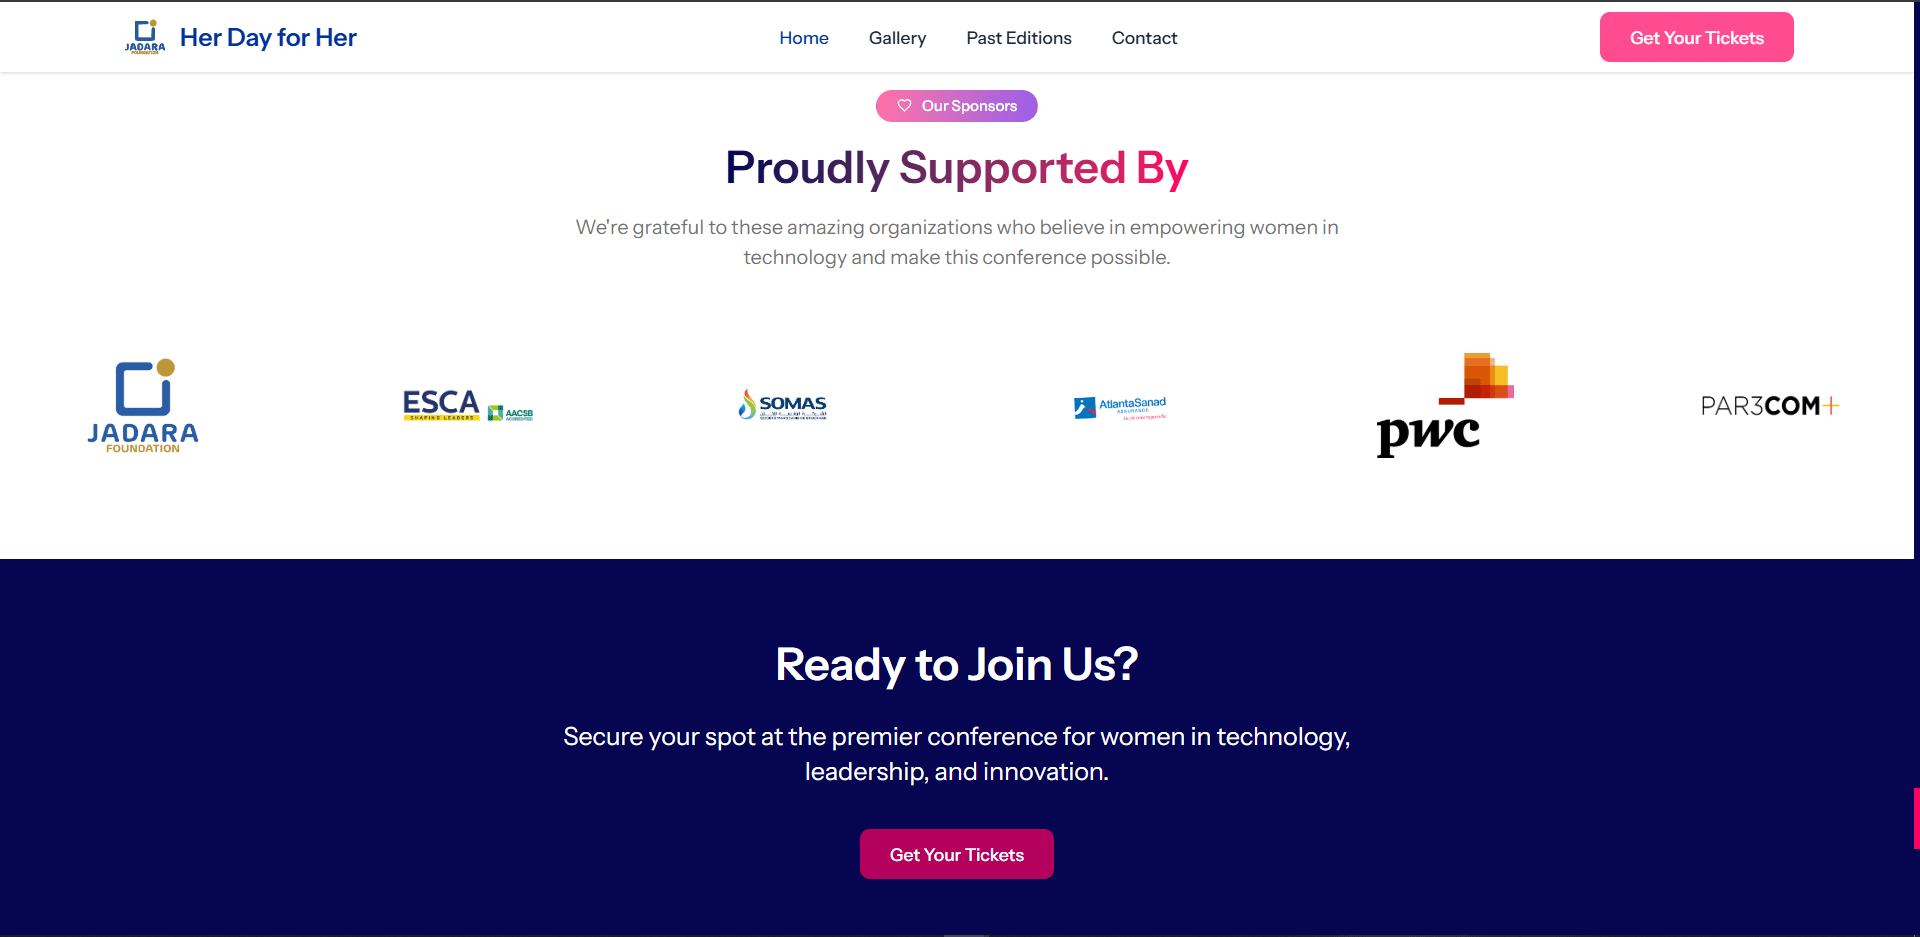 JADARA
FOUNDATION
Her Day for Her
Home
Gallery
Past Editions
Contact
Get Your Tickets
Our Sponsors
Proudly Supported By
We're grateful to these amazing organizations who believe in empowering women in
technology and make this conference possible.
JADARA
FOUNDATION
ESCA
SHAPING LEADERS
AACSB
ACCREDITED
SOMAS
AtlantaSanad
ASSURANCE
pwc
PAR3COM+
Ready to Join Us?
Secure your spot at the premier conference for women in technology,
leadership, and innovation.
Get Your Tickets